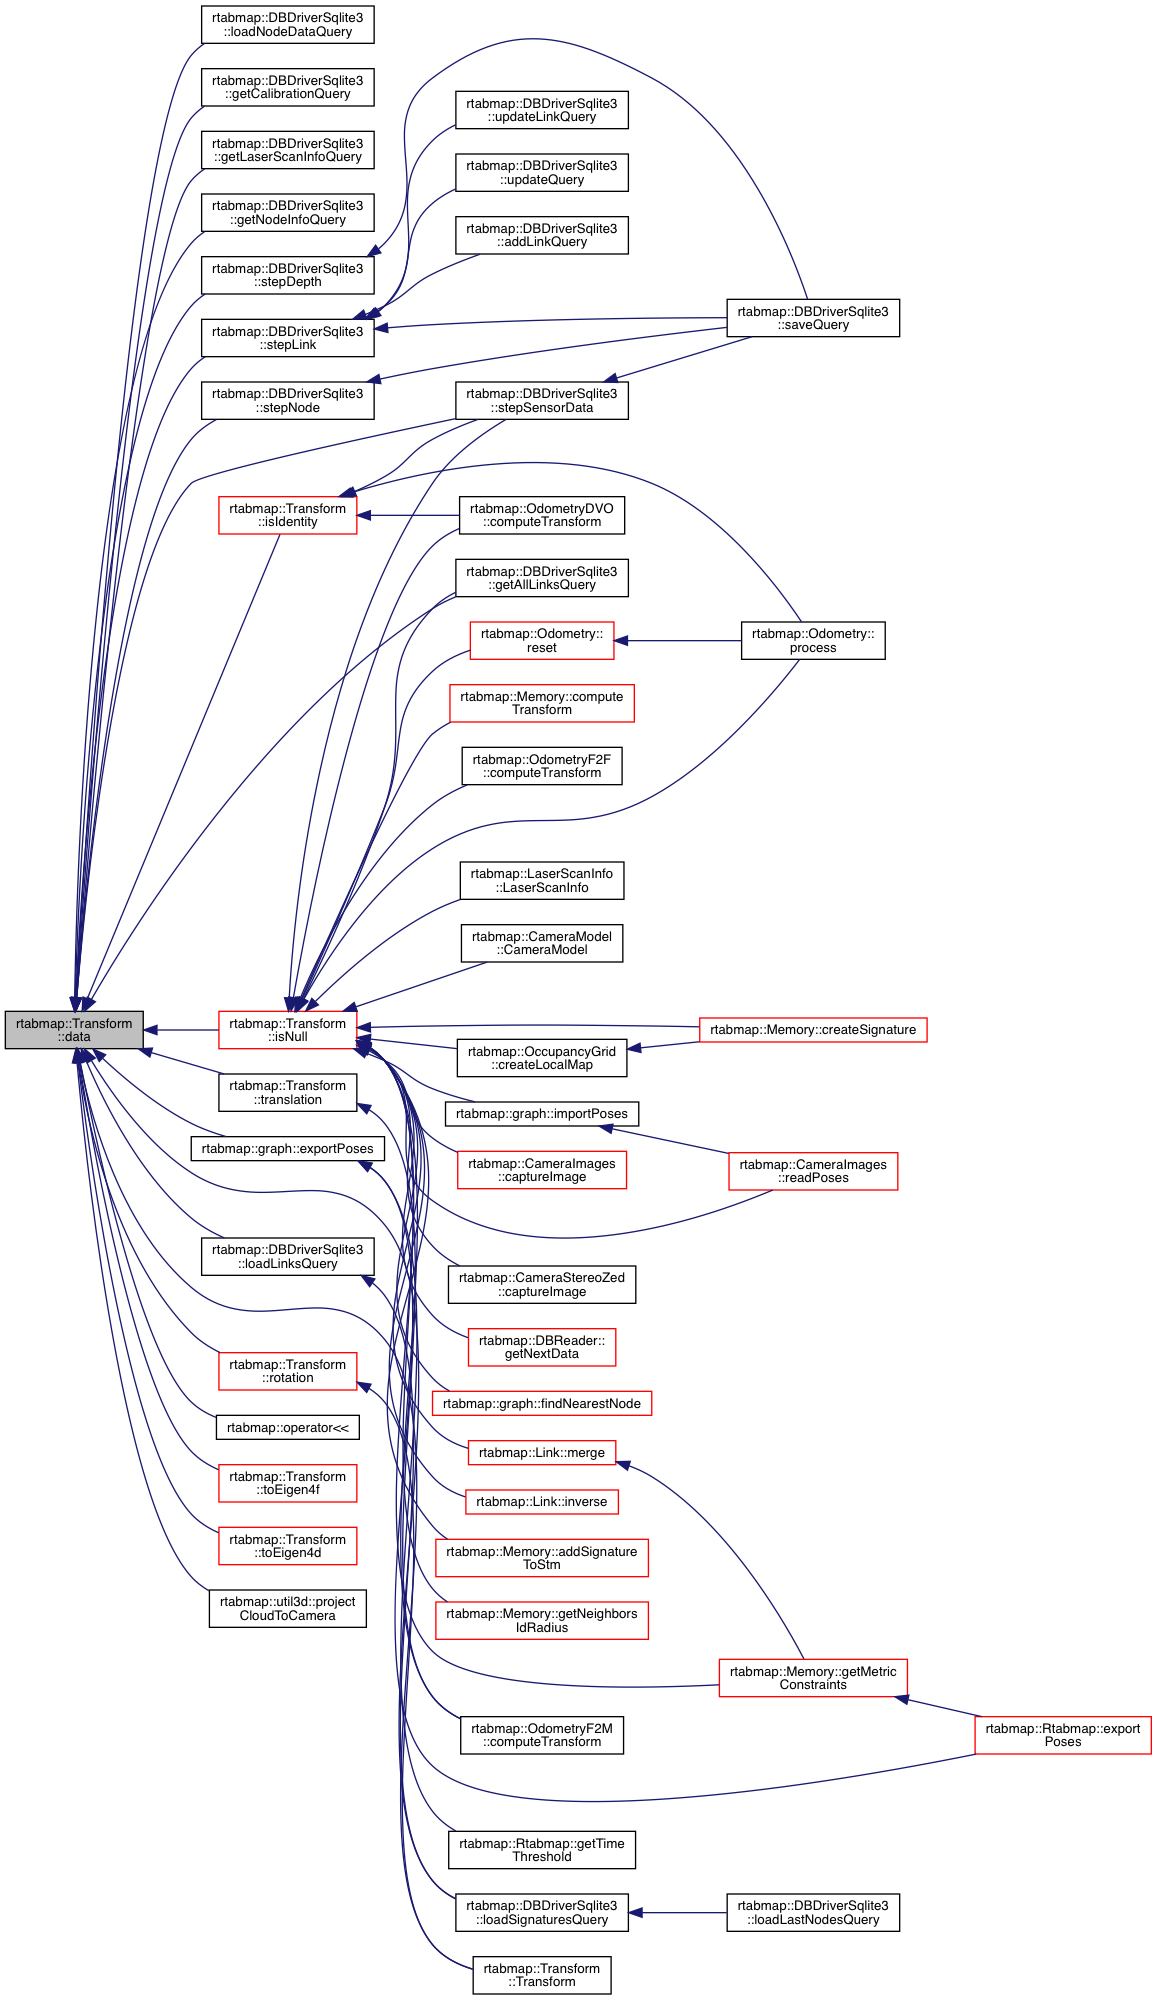 rtabmap::DBDriverSqlite3
::loadNodeDataQuery
rtabmap::DBDriverSqlite3
::getCalibrationQuery
rtabmap::DBDriverSqlite3
::getLaserScanInfoQuery
rtabmap::DBDriverSqlite3
::getNodeInfoQuery
rtabmap::DBDriverSqlite3
::stepDepth
rtabmap::DBDriverSqlite3
::stepLink
rtabmap::DBDriverSqlite3
::stepNode
rtabmap::DBDriverSqlite3
::updateLinkQuery
rtabmap::DBDriverSqlite3
::updateQuery
rtabmap::DBDriverSqlite3
::addLinkQuery
rtabmap::DBDriverSqlite3
::saveQuery
rtabmap::DBDriverSqlite3
::stepSensorData
rtabmap::Transform
::isIdentity
rtabmap::OdometryDVO
::computeTransform
rtabmap::DBDriverSqlite3
::getAllLinksQuery
rtabmap::Odometry::
reset
rtabmap::Odometry::
process
rtabmap::Memory::compute
Transform
rtabmap::OdometryF2F
::computeTransform
rtabmap::LaserScanInfo
::LaserScanInfo
rtabmap::CameraModel
::CameraModel
rtabmap::Transform
::data
rtabmap::Transform
::isNull
rtabmap::Memory::createSignature
rtabmap::OccupancyGrid
::createLocalMap
rtabmap::Transform
::translation
rtabmap::graph::importPoses
rtabmap::graph::exportPoses
rtabmap::CameraImages
::captureImage
rtabmap::CameraImages
::readPoses
rtabmap::DBDriverSqlite3
::loadLinksQuery
rtabmap::CameraStereoZed
::captureImage
rtabmap::DBReader::
getNextData
rtabmap::Transform
::rotation
rtabmap::graph::findNearestNode
rtabmap::operator<<
rtabmap::Link::merge
rtabmap::Transform
::toEigen4f
rtabmap::Link::inverse
rtabmap::Transform
::toEigen4d
rtabmap::Memory::addSignature
ToStm
rtabmap::util3d::project
CloudToCamera
rtabmap::Memory::getNeighbors
IdRadius
rtabmap::Memory::getMetric
Constraints
rtabmap::OdometryF2M
::computeTransform
rtabmap::Rtabmap::export
Poses
rtabmap::Rtabmap::getTime
Threshold
rtabmap::DBDriverSqlite3
::loadSignaturesQuery
rtabmap::DBDriverSqlite3
::loadLastNodesQuery
rtabmap::Transform
::Transform